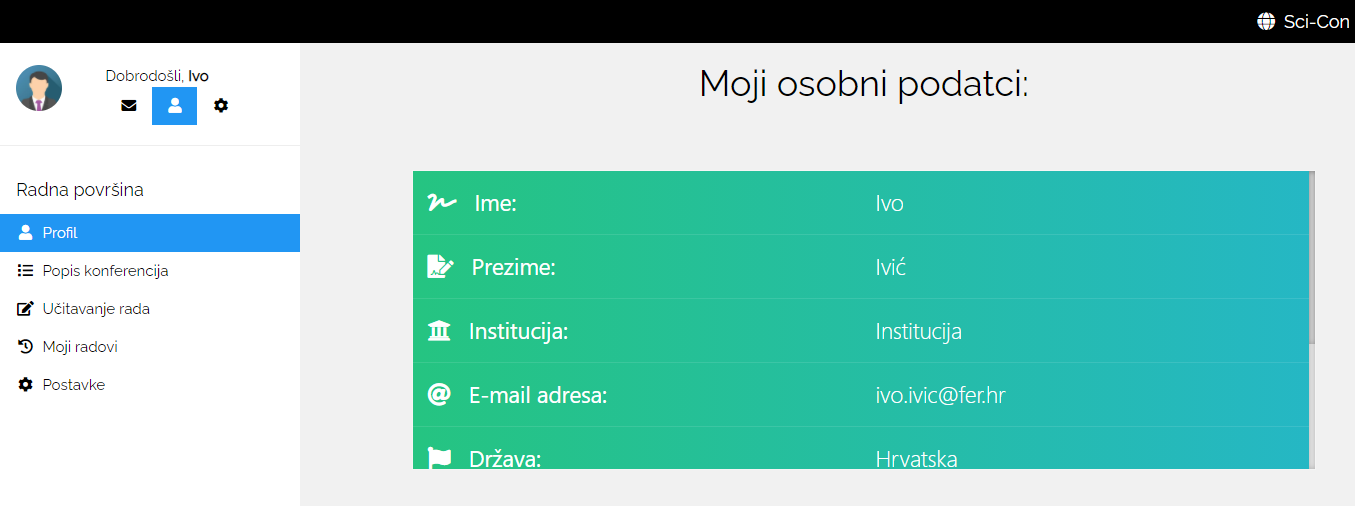 Sci-Con
Dobrodošli, Ivo
Radna površina
Profil
Popis konferencija
Učitavanje rada
Moji radovi
Postavke
Moji osobni podatci:
Ime: Ivo
Prezime: Ivić
Institucija: Institucija
E-mail adresa: ivo.ivic@fer.hr
Država: Hrvatska